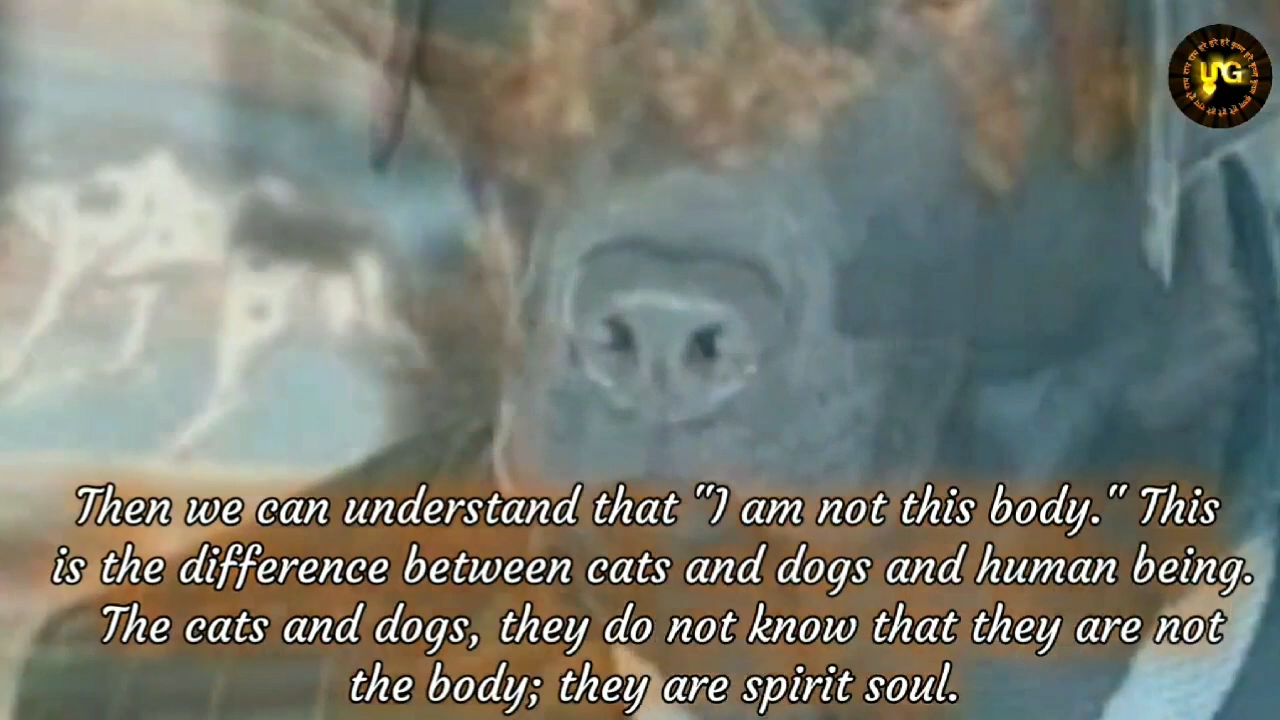 Then we can understand that "I am not this body." This
is the difference between cats and dogs and human being.
The cats and dogs, they do not know that they are not
the body; they are spirit soul.
UG